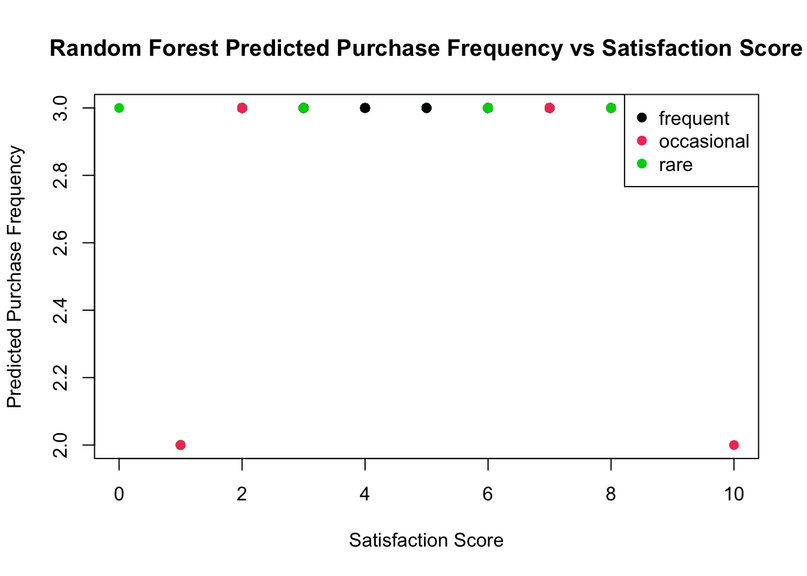 Random Forest Predicted Purchase Frequency vs Satisfaction Score
3.0
2.8
2.6
2.4
2.2
2.0
Predicted Purchase Frequency
frequent
occasional
rare
0 2 4 6 8 10
Satisfaction Score